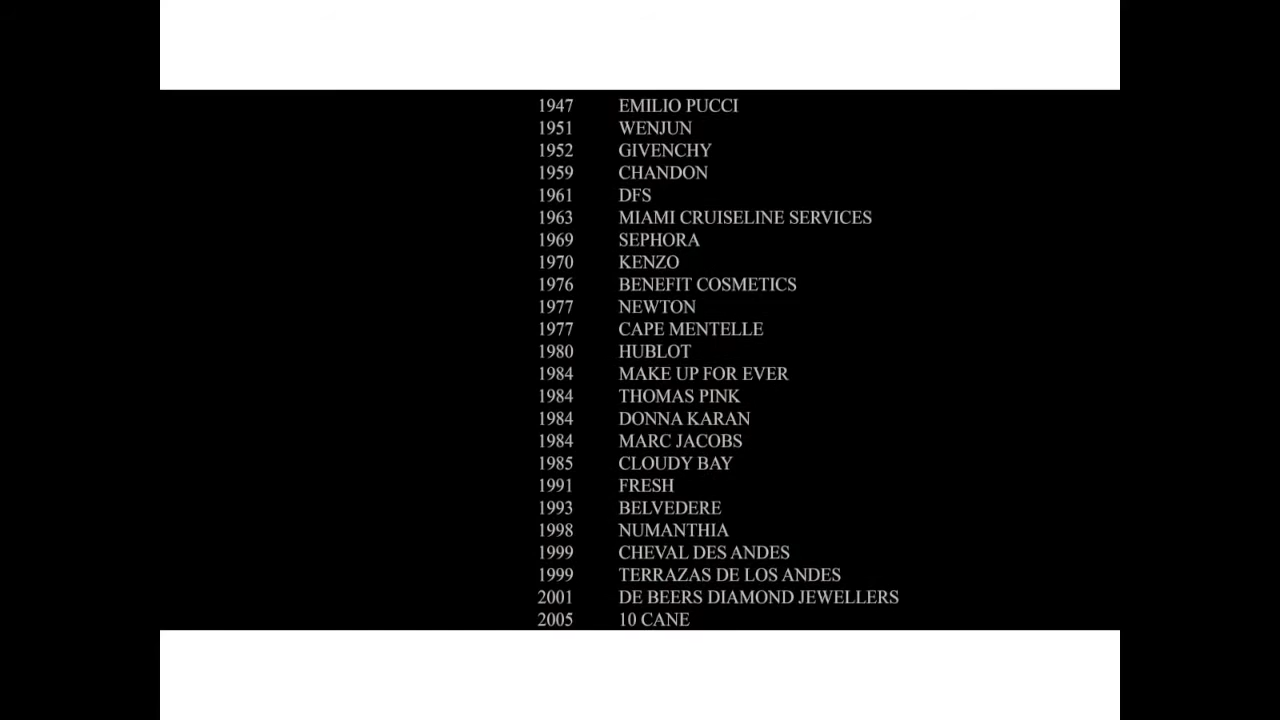 1947 EMILIO PUCCI
1951 WENJUN
1952 GIVENCHY
1959 CHANDON
1961 DFS
1963 MIAMI CRUISELINE SERVICES
1969 SEPHORA
1970 KENZO
1976 BENEFIT COSMETICS
1977 NEWTON
1977 CAPE MENTELLE
1980 HUBLOT
1984 MAKE UP FOR EVER
1984 THOMAS PINK
1984 DONNA KARAN
1984 MARC JACOBS
1985 CLOUDY BAY
1991 FRESH
1993 BELVEDERE
1998 NUMANTHIA
1999 CHEVAL DES ANDES
1999 TERRAZAS DE LOS ANDES
2001 DE BEERS DIAMOND JEWELLERS
2005 10 CANE